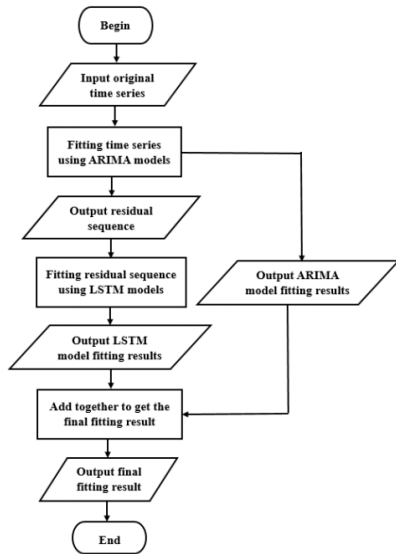 Begin
Input original
time series
Fitting time series
using ARIMA models
Output residual
sequence
Fitting residual sequence
using LSTM models
Output ARIMA
model fitting results
Output LSTM
model fitting results
Add together to get the
final fitting result
Output final
fitting result
End